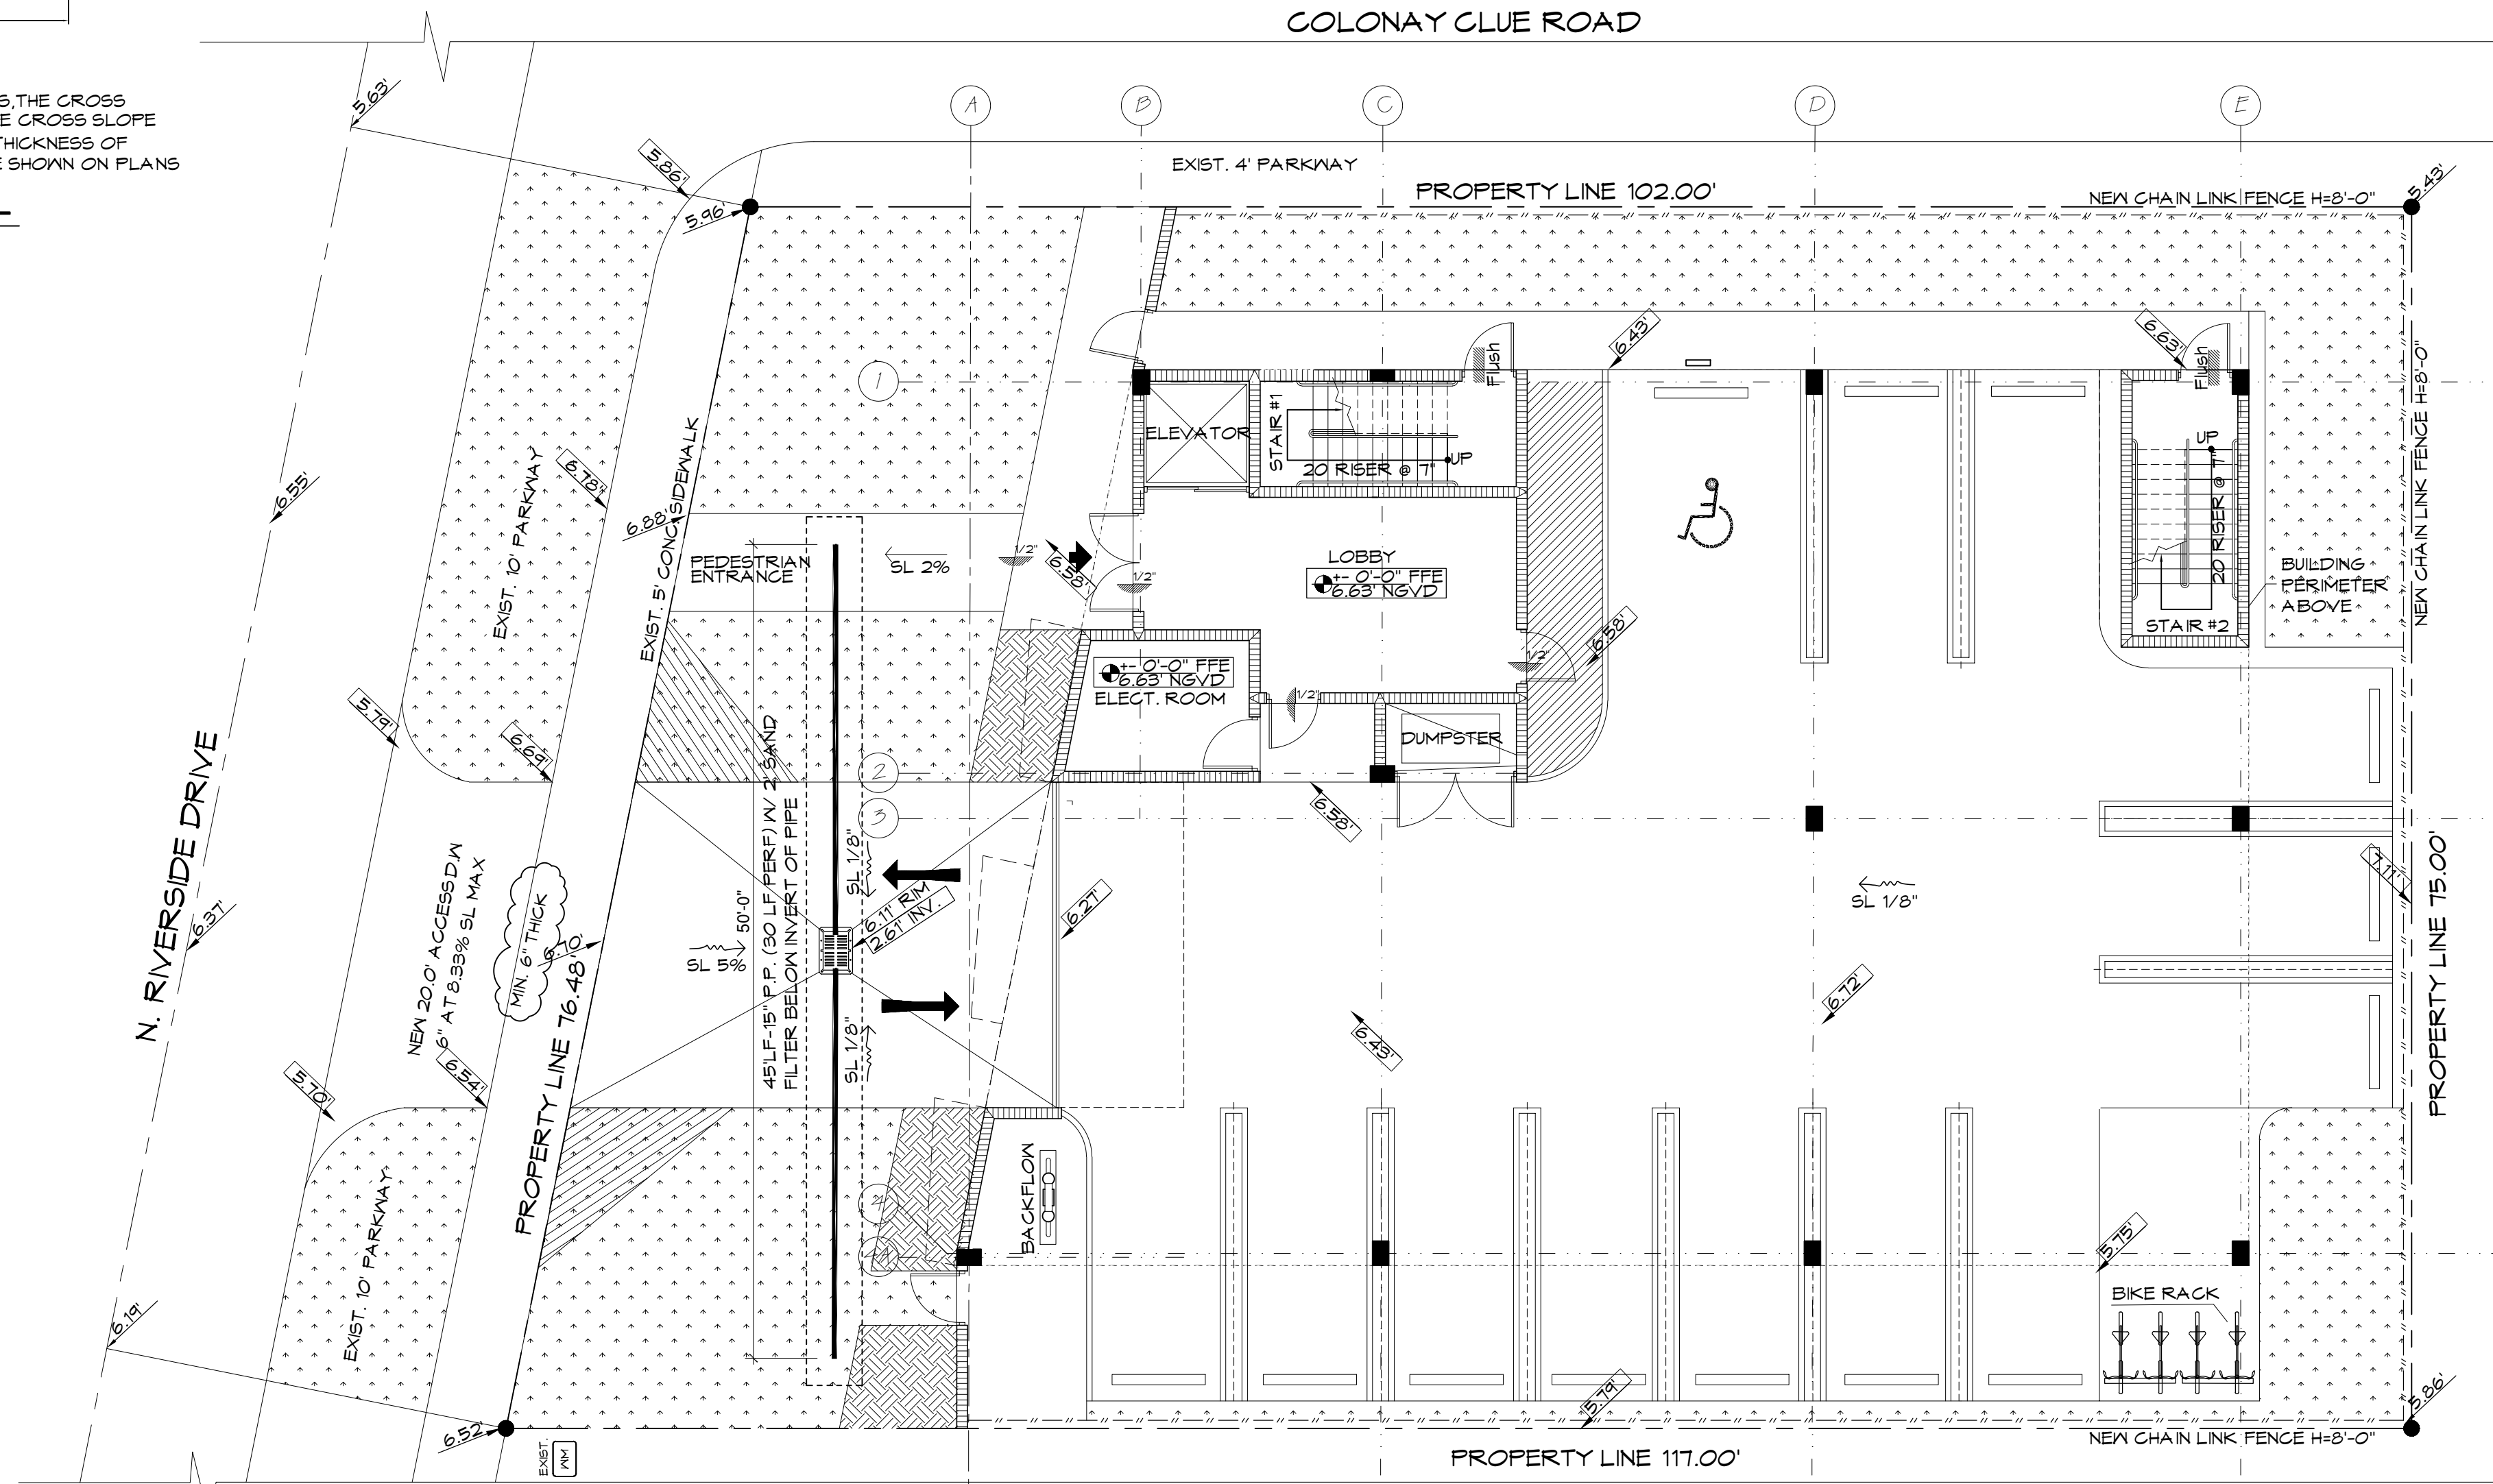 COLONAY CLUE ROAD
S,THE CROSS
E CROSS SLOPE
THICKNESS OF
E SHOWN ON PLANS
A
B
C
D
E
5.63'
5.86'
5.96'
EXIST. 4' PARKWAY
PROPERTY LINE 102.00'
NEW CHAIN LINK FENCE H=8'-0"
5.43'
1
ELEVATOR
STAIR #1
20 RISER @ 7"
UP
Flush
6.43'
6.63'
Flush
UP
20 RISER @ 7"
STAIR #2
NEW CHAIN LINK FENCE H=8'-0"
BUILDING
PERIMETER
ABOVE
6.55'
EXIST. 10' PARKWAY
6.78'
6.88'
EXIST. 5' CONC. SIDEWALK
PEDESTRIAN
ENTRANCE
SL 2%
1/2"
6.58'
1/2"
LOBBY
+- 0'-0" FFE
6.63' NGVD
+- 0'-0" FFE
6.63' NGVD
ELECT. ROOM
1/2"
1/2"
6.58'
DUMPSTER
5.79'
6.69'
2
3
6.58'
N. RIVERSIDE DRIVE
6.37'
NEW 20.0' ACCESS D.W
6" AT 8.33% SL MAX
MIN. 6" THICK
6.70'
PROPERTY LINE 76.48'
SL 5%
50'-0"
45'LF-15" P.P. (30 LF PERF) W/ 2' SAND
FILTER BELOW INVERT OF PIPE
SL 1/8"
6.11' RIM
2.61' INV.
SL 1/8"
6.27'
SL 1/8"
7.11'
PROPERTY LINE 75.00'
6.72'
6.43'
5.70'
6.54'
EXIST. 10' PARKWAY
4
4A
BACKFLOW
5.75'
BIKE RACK
6.19'
6.52'
EXIST.
WM
5.79'
5.86'
NEW CHAIN LINK FENCE H=8'-0"
PROPERTY LINE 117.00'